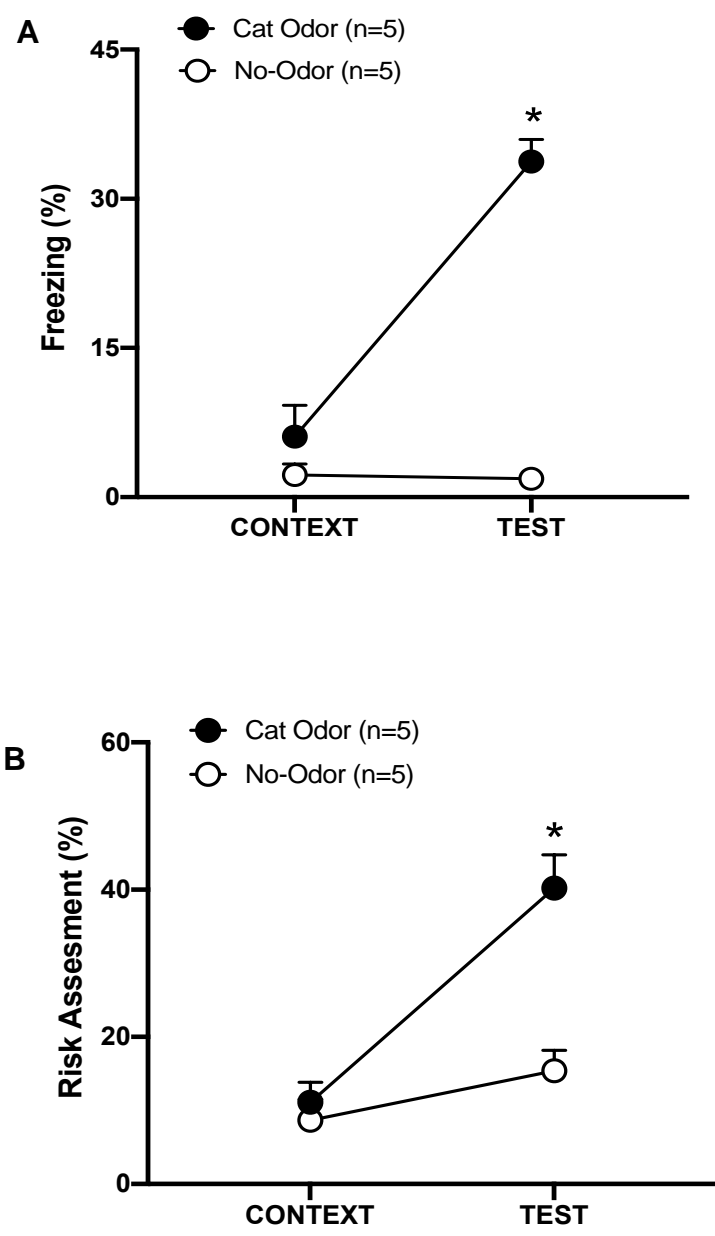 A
Cat Odor (n=5)
No-Odor (n=5)
45
30
15
0
Freezing (%)
*
CONTEXT TEST
B
Cat Odor (n=5)
No-Odor (n=5)
60
40
20
0
Risk Assesment (%)
*
CONTEXT TEST